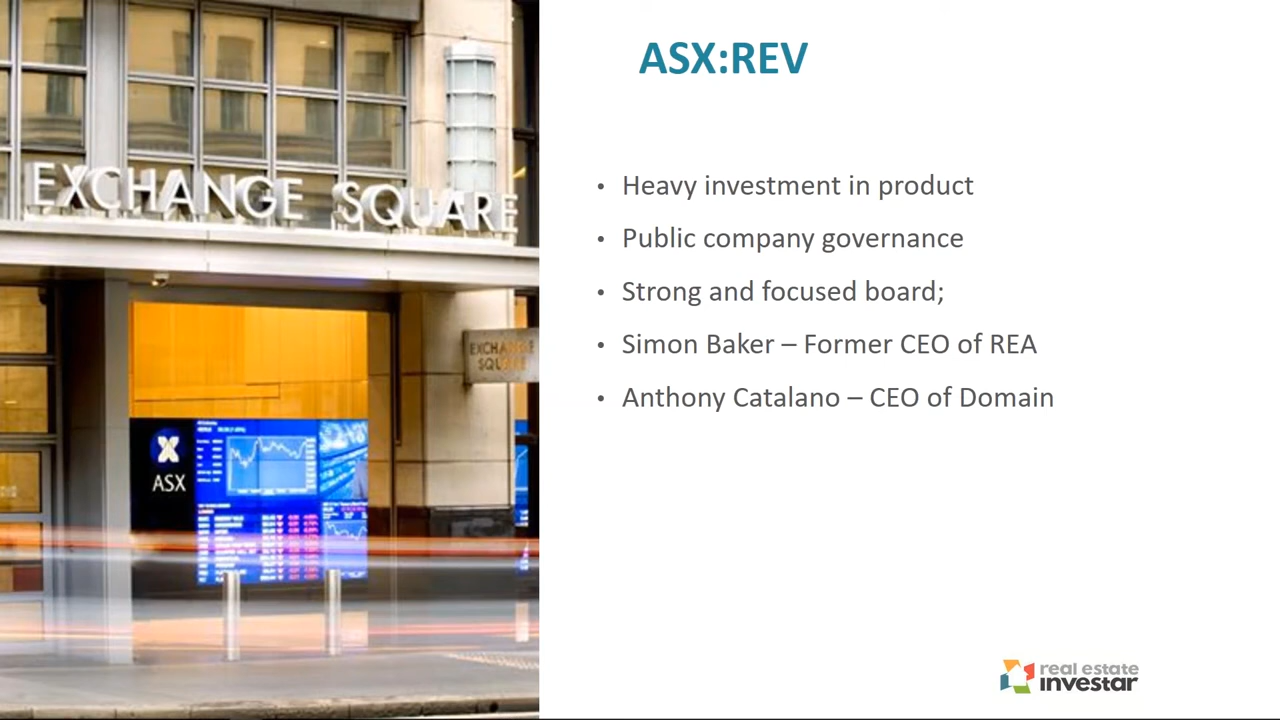 EXCHANGE SQUARE
EXCHANGE
SQUARE
ASX
ASX:REV
• Heavy investment in product
• Public company governance
• Strong and focused board;
• Simon Baker – Former CEO of REA
• Anthony Catalano – CEO of Domain
real estate
investar